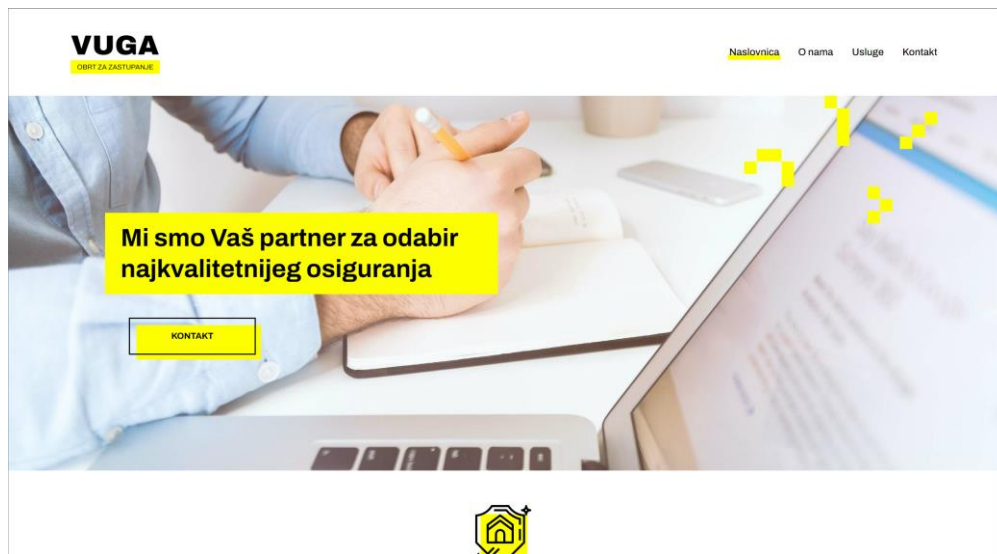 VUGA
OBRT ZA ZASTUPANJE
Naslovnica O nama Usluge Kontakt
Mi smo Vaš partner za odabir
najkvalitetnijeg osiguranja
KONTAKT